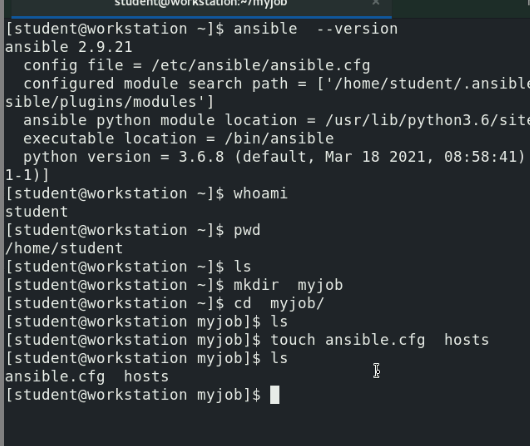 student@workstation:~/myjob ×
[student@workstation ~]$ ansible  --version
ansible 2.9.21
  config file = /etc/ansible/ansible.cfg
  configured module search path = ['/home/student/.ansible
sible/plugins/modules']
  ansible python module location = /usr/lib/python3.6/site
  executable location = /bin/ansible
  python version = 3.6.8 (default, Mar 18 2021, 08:58:41)
1-1)]
[student@workstation ~]$ whoami
student
[student@workstation ~]$ pwd
/home/student
[student@workstation ~]$ ls
[student@workstation ~]$ mkdir  myjob
[student@workstation ~]$ cd  myjob/
[student@workstation myjob]$ ls
[student@workstation myjob]$ touch ansible.cfg  hosts
[student@workstation myjob]$ ls
ansible.cfg  hosts
[student@workstation myjob]$